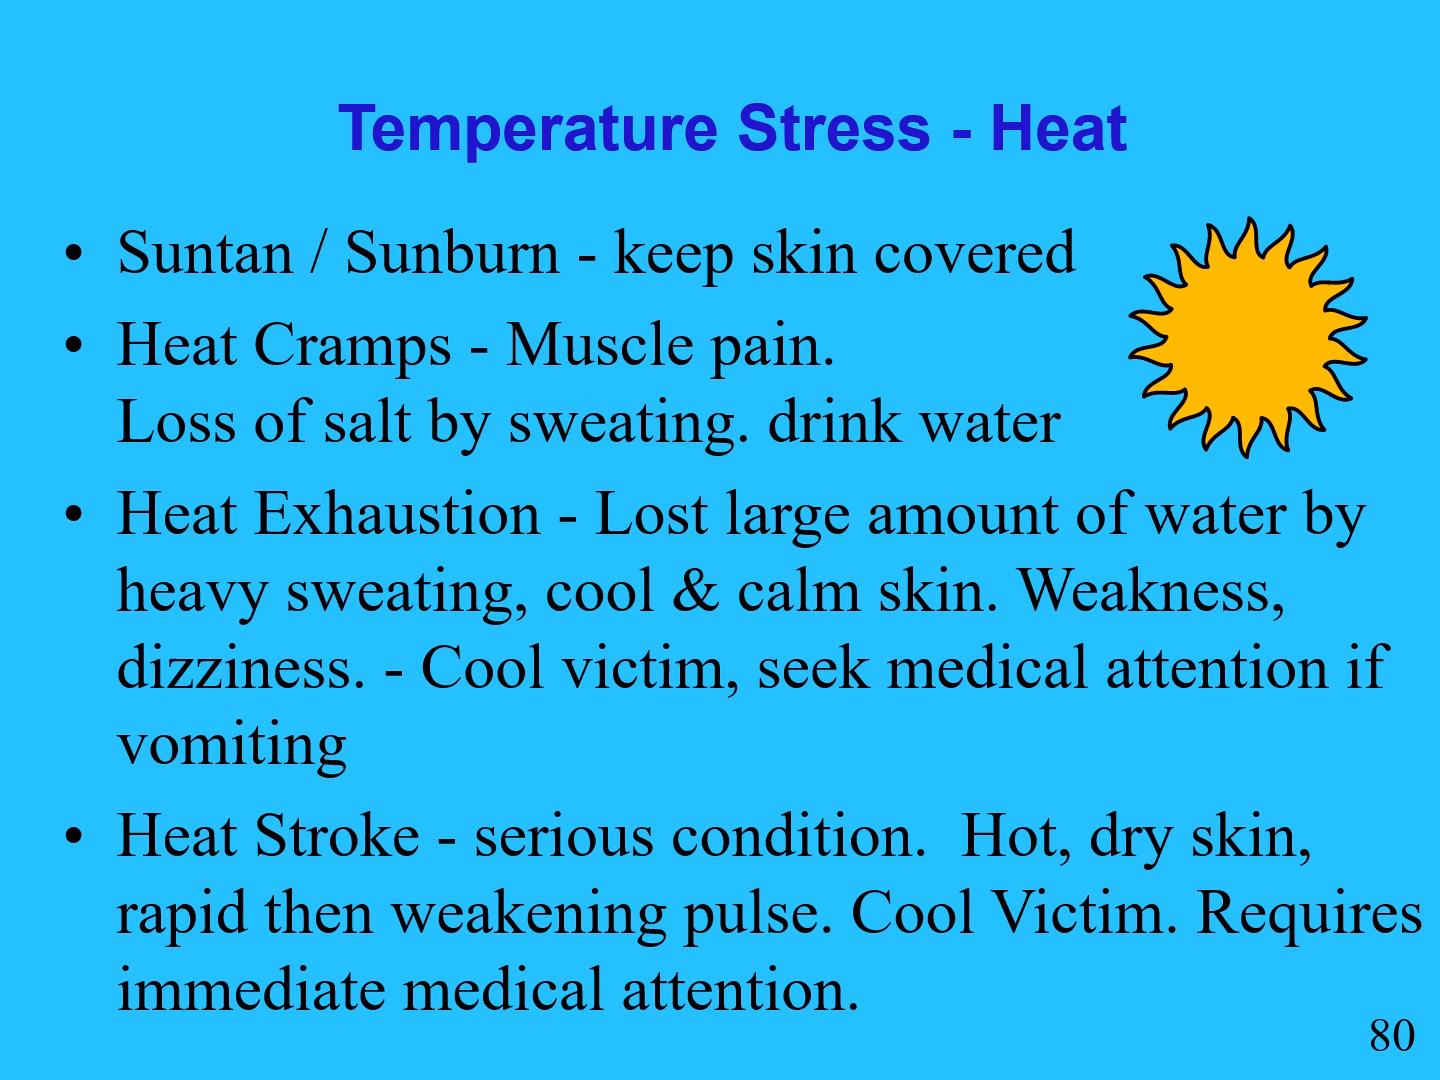 Temperature Stress - Heat
• Suntan / Sunburn - keep skin covered
• Heat Cramps - Muscle pain.
Loss of salt by sweating. drink water
• Heat Exhaustion - Lost large amount of water by
heavy sweating, cool & calm skin. Weakness,
dizziness. - Cool victim, seek medical attention if
vomiting
• Heat Stroke - serious condition.  Hot, dry skin,
rapid then weakening pulse. Cool Victim. Requires
immediate medical attention.
80